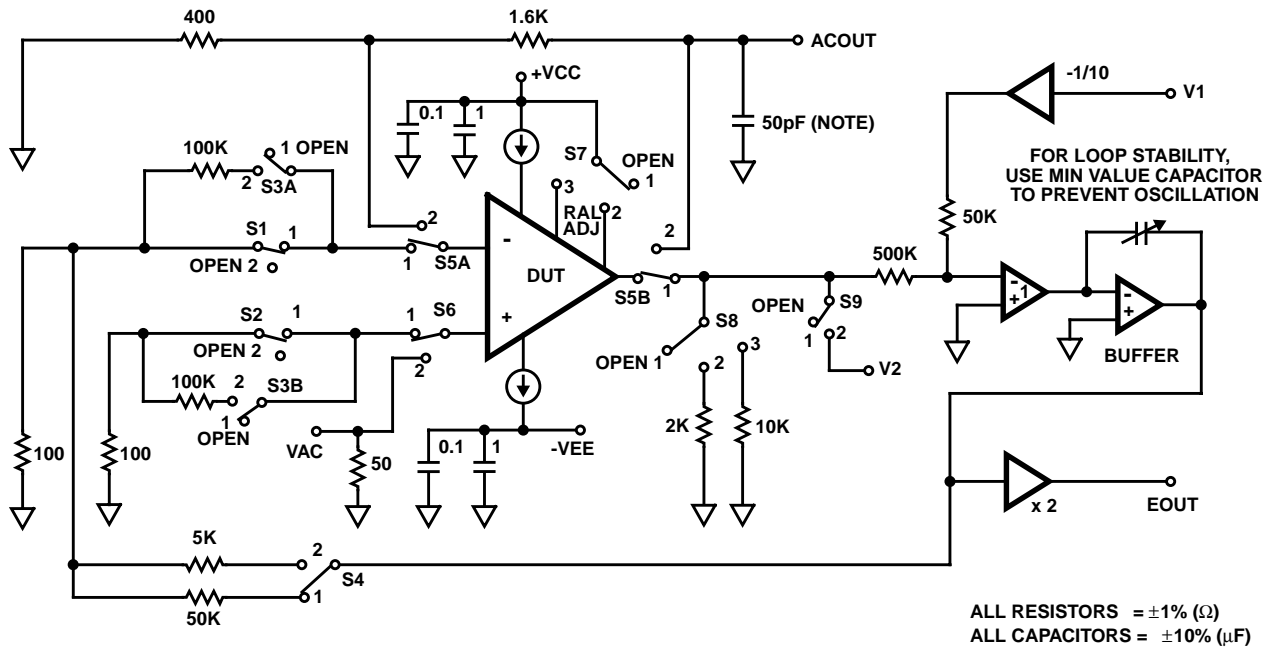 400
1.6K
ACOUT
+VCC
-1/10
V1
0.1
1
50pF (NOTE)
S7
OPEN
1
FOR LOOP STABILITY,
USE MIN VALUE CAPACITOR
TO PREVENT OSCILLATION
100K
1 OPEN
2
S3A
3
RAL
ADJ
2
2
50K
S1
1
OPEN 2
2
1
S5A
-
DUT
500K
S5B
1
-
+1
-
+
BUFFER
S2
1
OPEN 2
1
S6
2
+
S8
OPEN 1
2
3
OPEN
S9
1
2
V2
100K
2
S3B
1
OPEN
100
100
VAC
50
0.1
1
-VEE
2K
10K
x 2
EOUT
5K
2
S4
1
50K
ALL RESISTORS = ±1% (Ω)
ALL CAPACITORS = ±10% (μF)